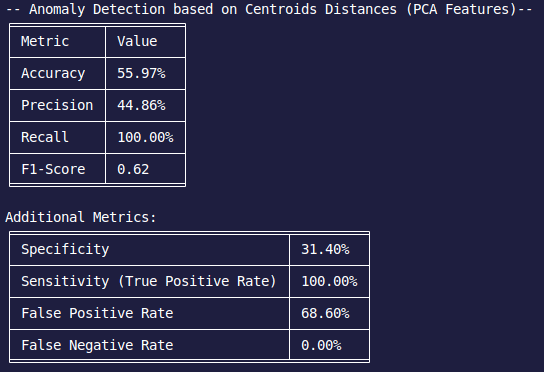 -- Anomaly Detection based on Centroids Distances (PCA Features)--
Metric Value
Accuracy 55.97%
Precision 44.86%
Recall 100.00%
F1-Score 0.62
Additional Metrics:
Specificity 31.40%
Sensitivity (True Positive Rate) 100.00%
False Positive Rate 68.60%
False Negative Rate 0.00%